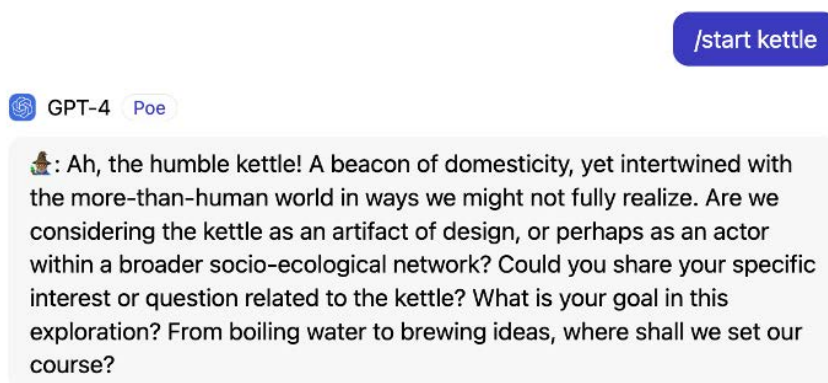 /start kettle
GPT-4 Poe
: Ah, the humble kettle! A beacon of domesticity, yet intertwined with
the more-than-human world in ways we might not fully realize. Are we
considering the kettle as an artifact of design, or perhaps as an actor
within a broader socio-ecological network? Could you share your specific
interest or question related to the kettle? What is your goal in this
exploration? From boiling water to brewing ideas, where shall we set our
course?